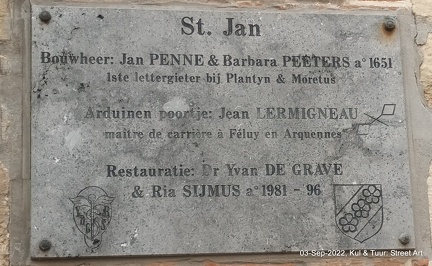 St. Jan
Bouwheer: Jan PENNE & Barbara PEETERS a° 1651
1ste lettergieter bij Plantyn & Moretus
Arduinen poortje: Jean LERMIGNEAU
maître de carrière à Féluy en Arquennes
Restauratie: Dr Yvan DE GRAVE
& Ria SIJMUS a° 1981 - 96
03-Sep-2022, Kul & Tuur: Street Art